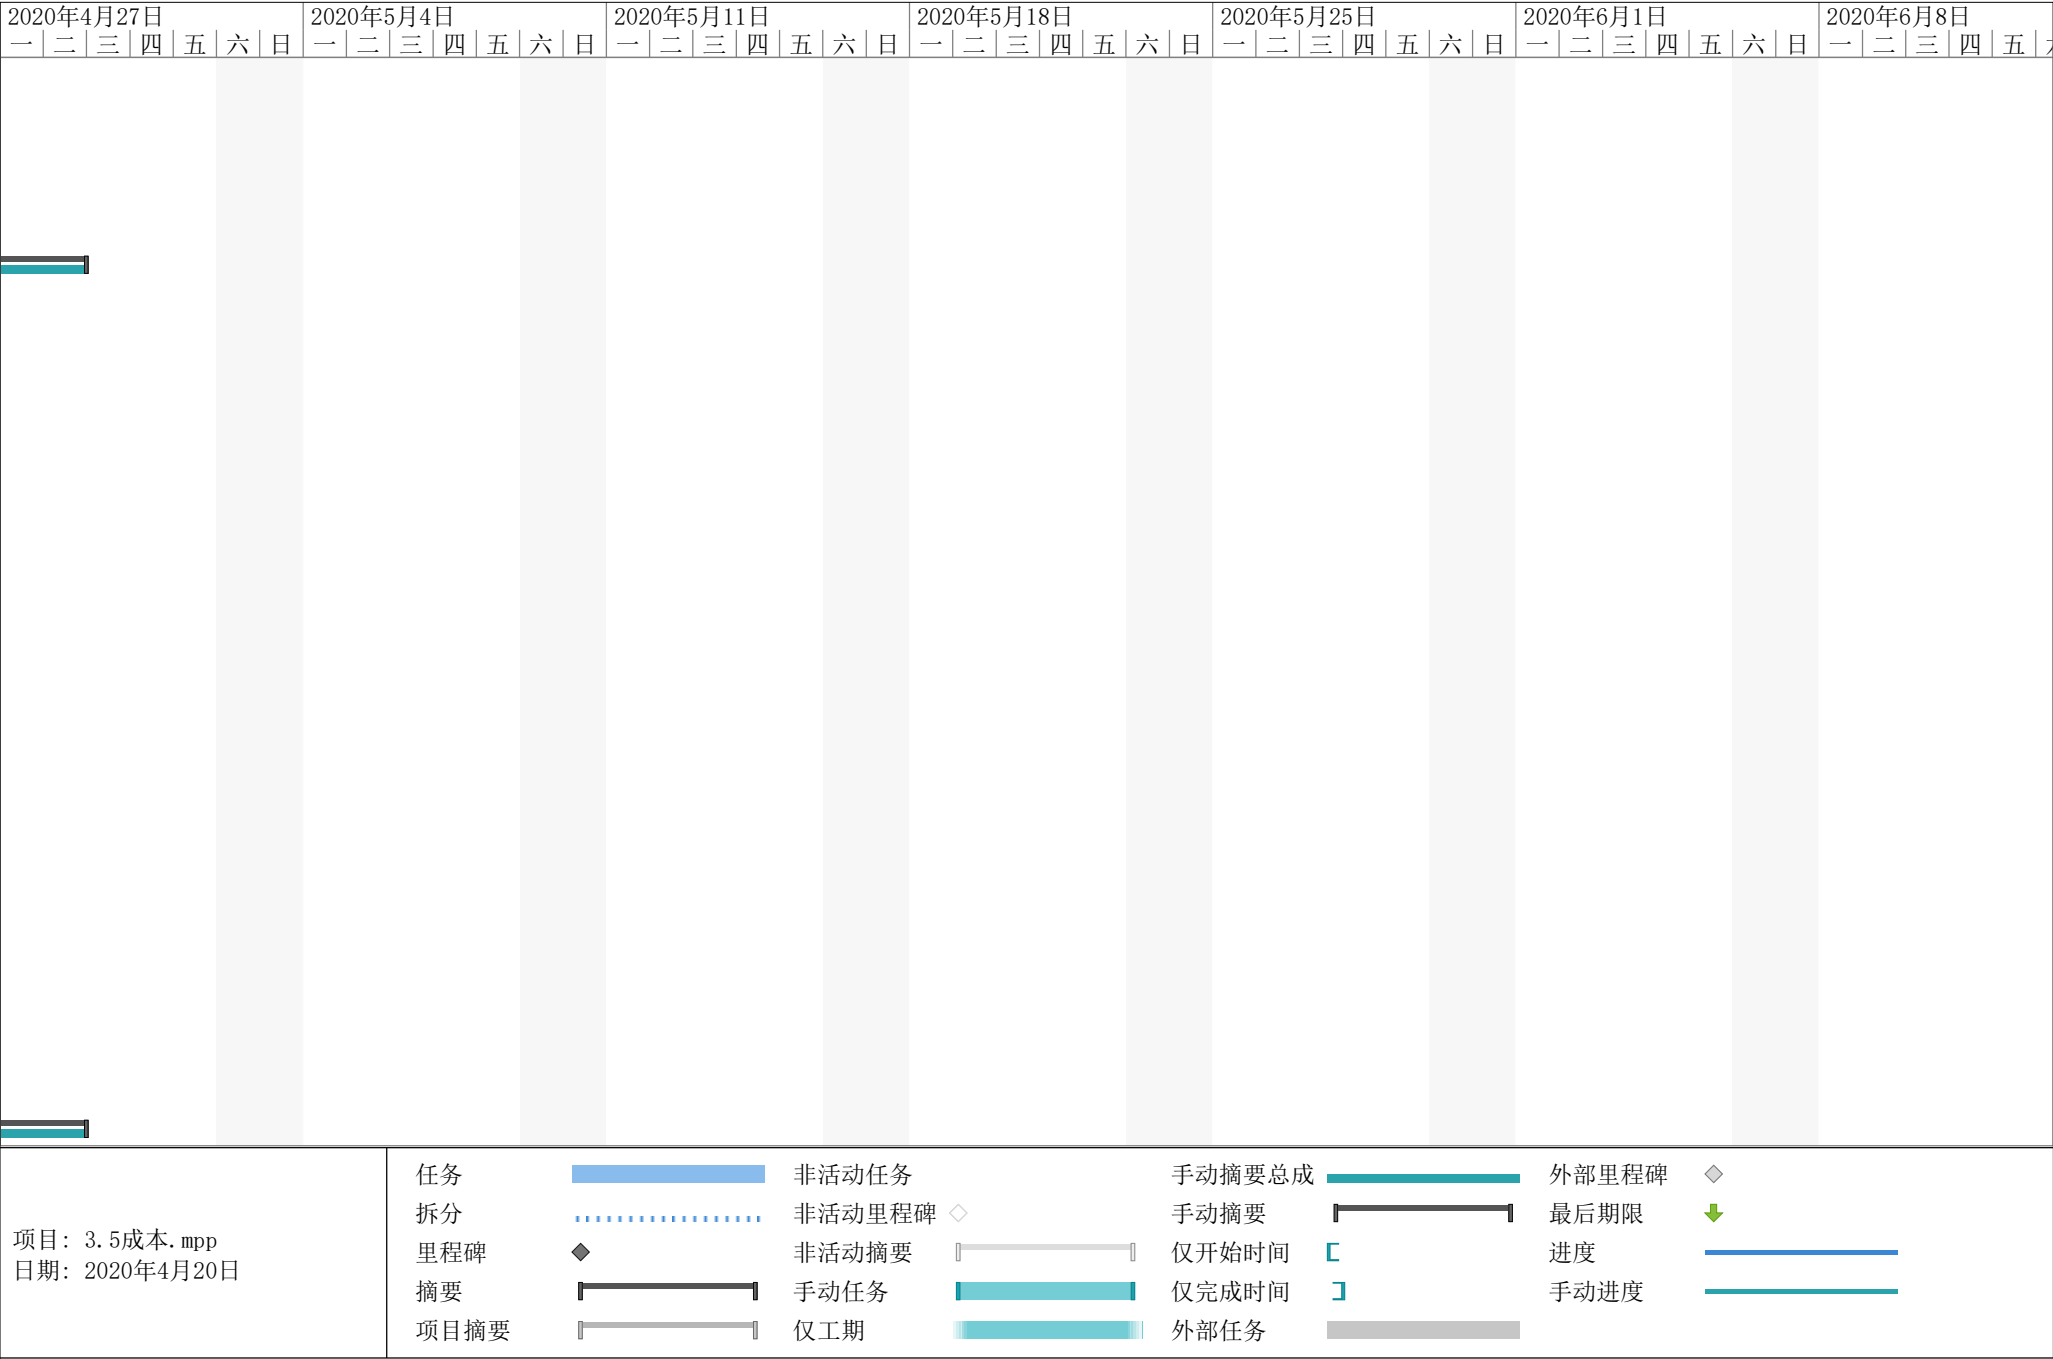 2020年4月27日 2020年5月4日 2020年5月11日 2020年5月18日 2020年5月25日 2020年6月1日 2020年6月8日
一 二 三 四 五 六 日 一 二 三 四 五 六 日 一 二 三 四 五 六 日 一 二 三 四 五 六 日 一 二 三 四 五 六 日 一 二 三 四 五 六 日 一 二 三 四 五
项目: 3.5成本.mpp
日期: 2020年4月20日
任务
拆分
里程碑
摘要
项目摘要
非活动任务
非活动里程碑
非活动摘要
手动任务
仅工期
手动摘要总成
手动摘要
仅开始时间
仅完成时间
外部任务
外部里程碑
最后期限
进度
手动进度